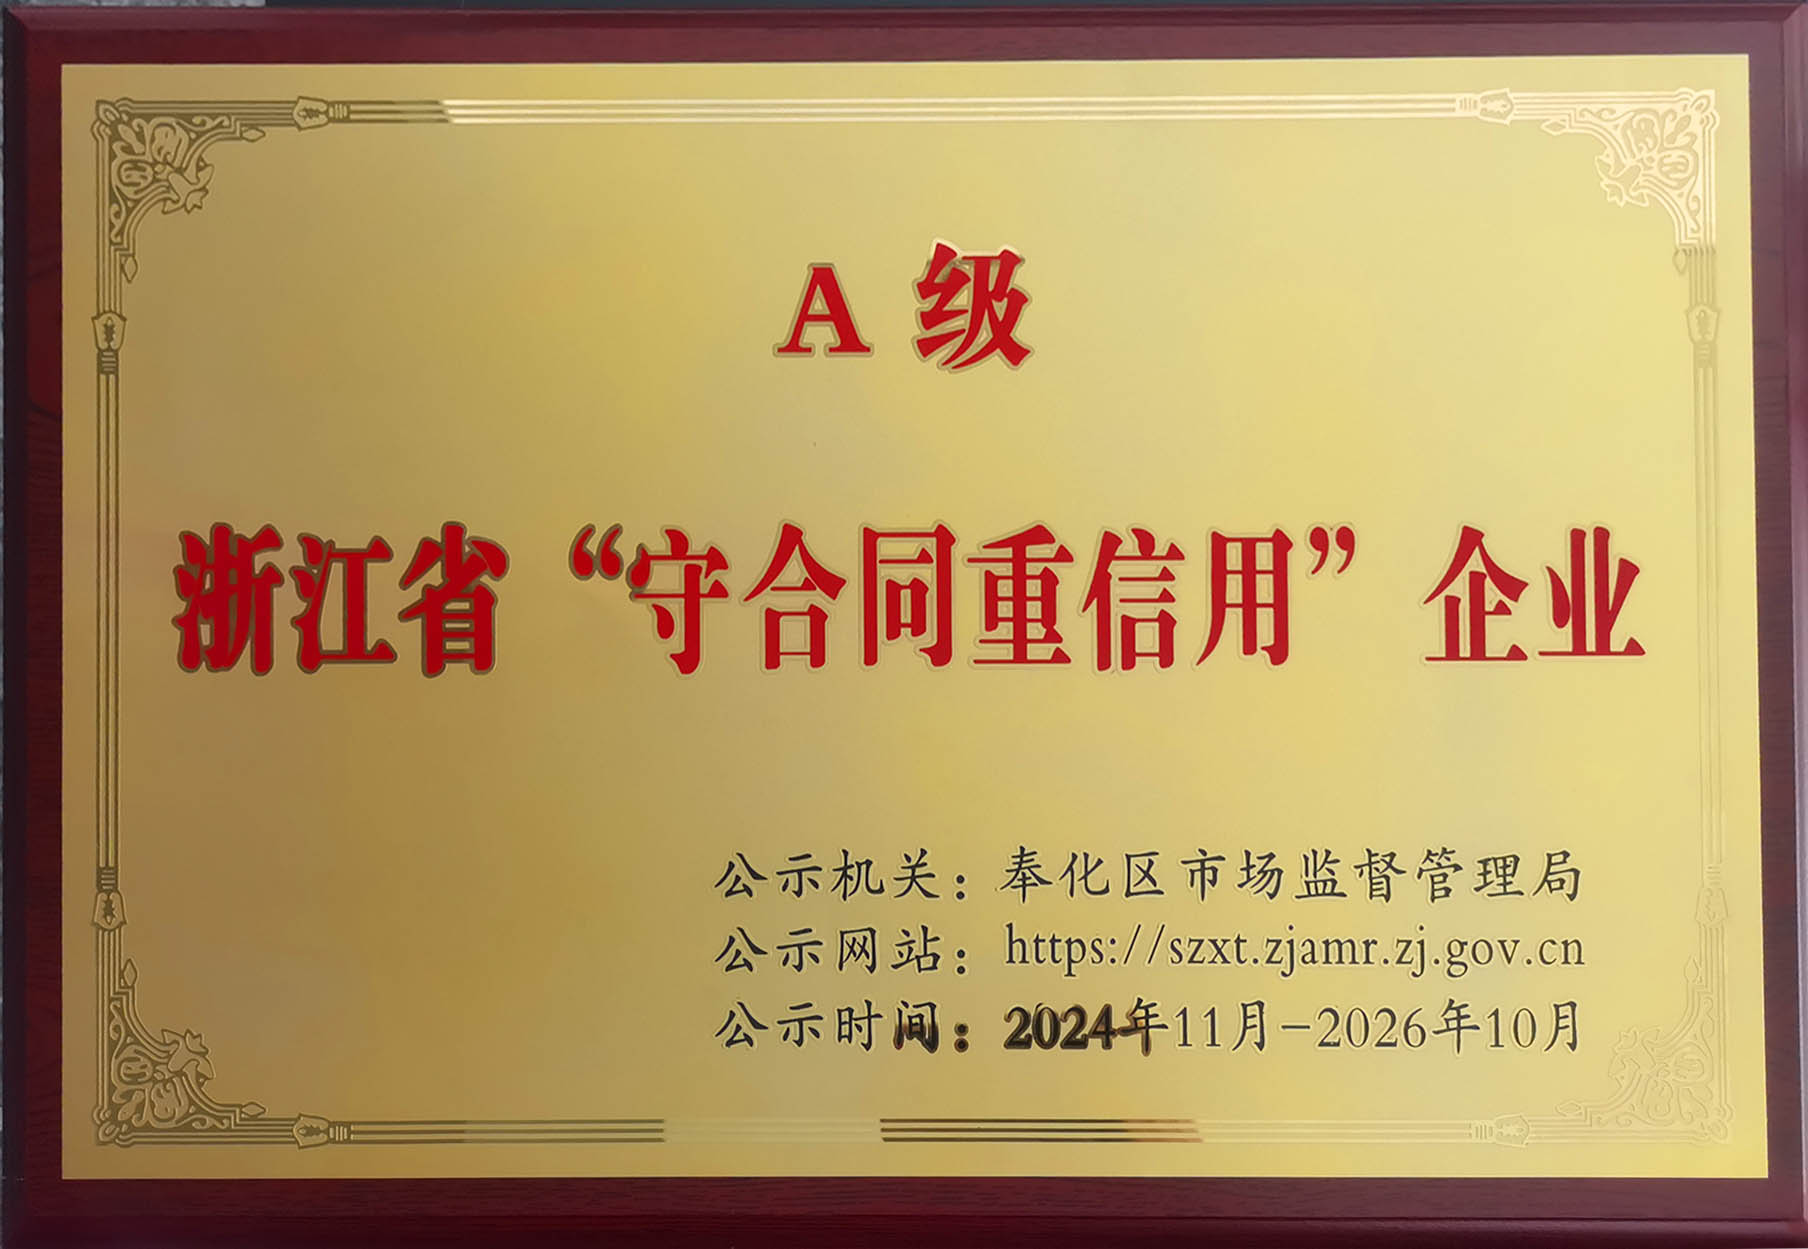 A 级
浙江省“守合同重信用”企业
公示机关：奉化区市场监督管理局
公示网站：https://szxt.zjamr.zj.gov.cn
公示时间：2024年11月-2026年10月